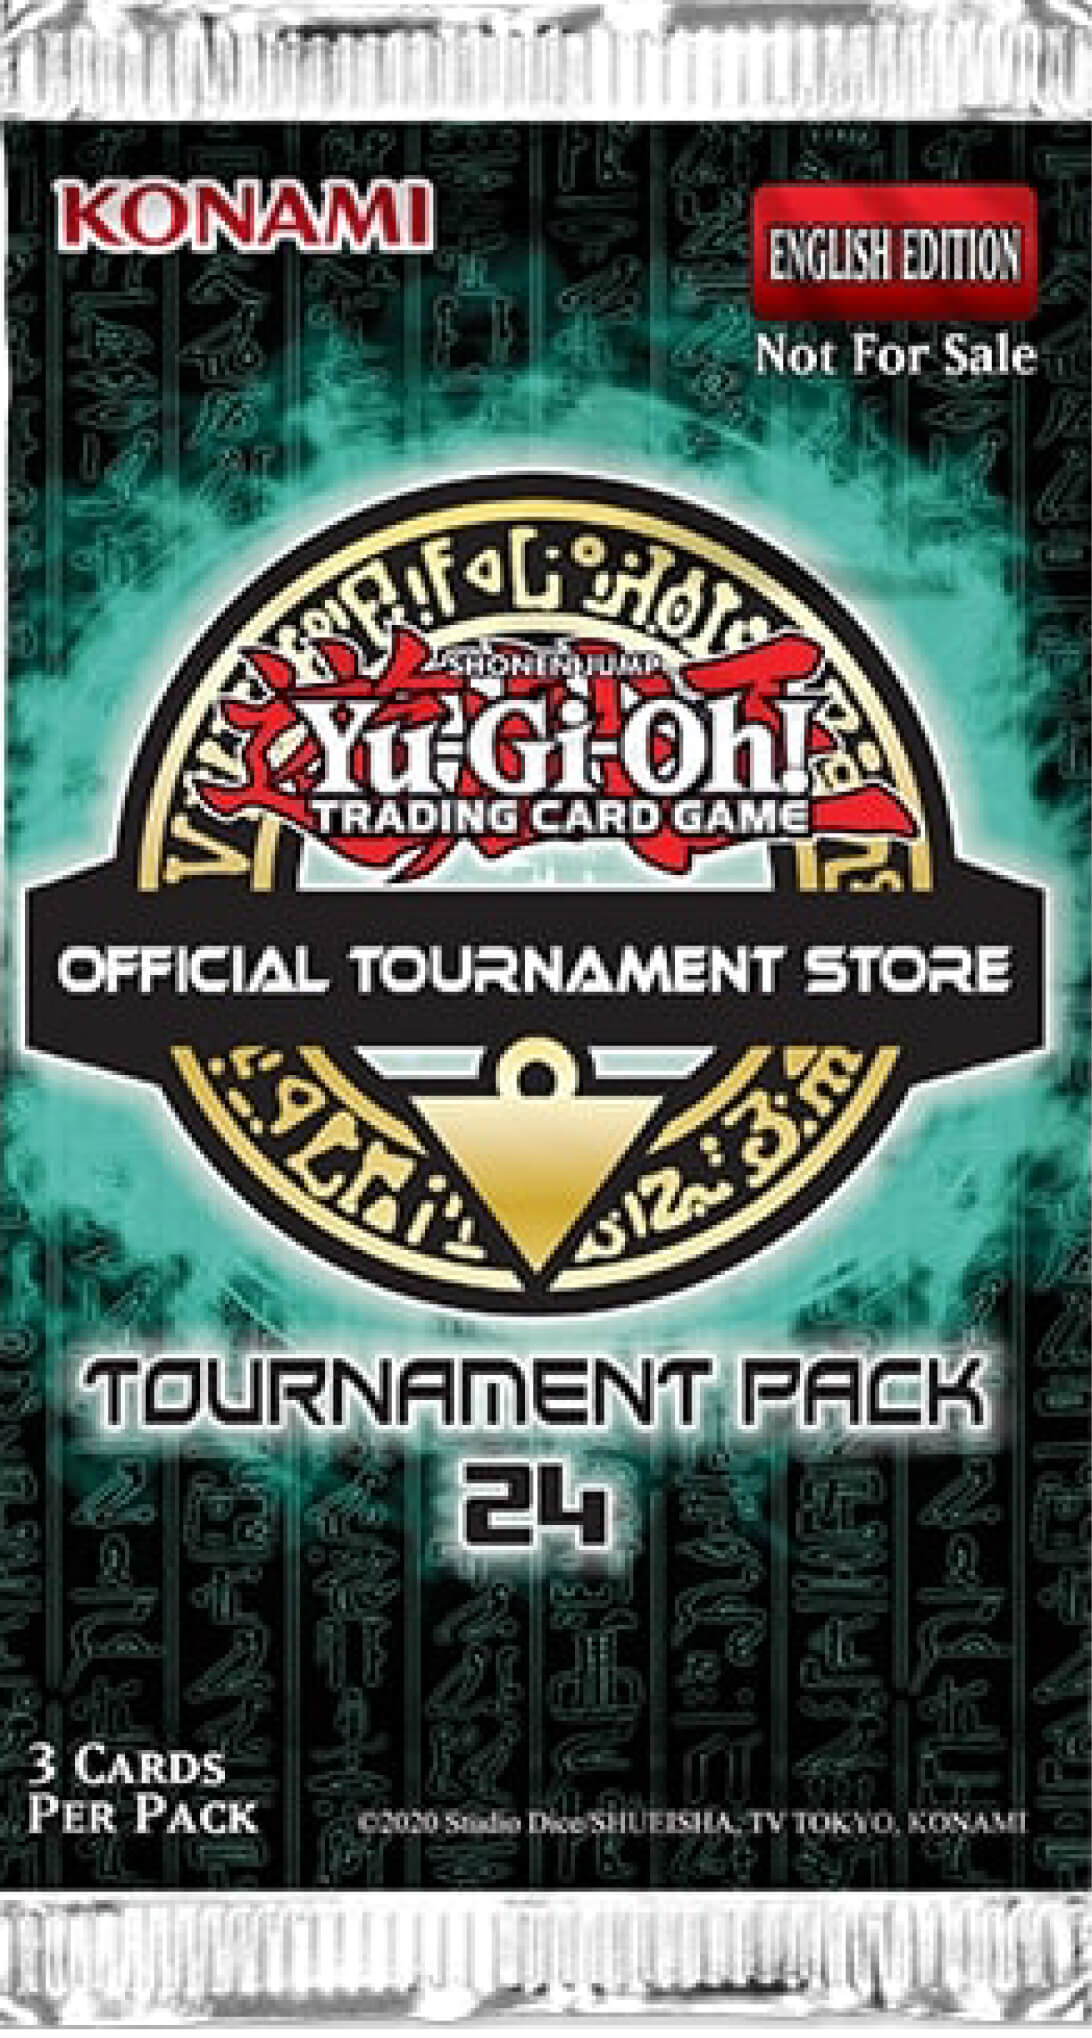 KONAMI
ENGLISH EDITION
Not For Sale
SHONEN JUMP
Yu-Gi-Oh!
TRADING CARD GAME
OFFICIAL TOURNAMENT STORE
TOURNAMENT PACK
24
3 CARDS
PER PACK
©2020 Studio Dice/SHUEISHA, TV TOKYO, KONAMI